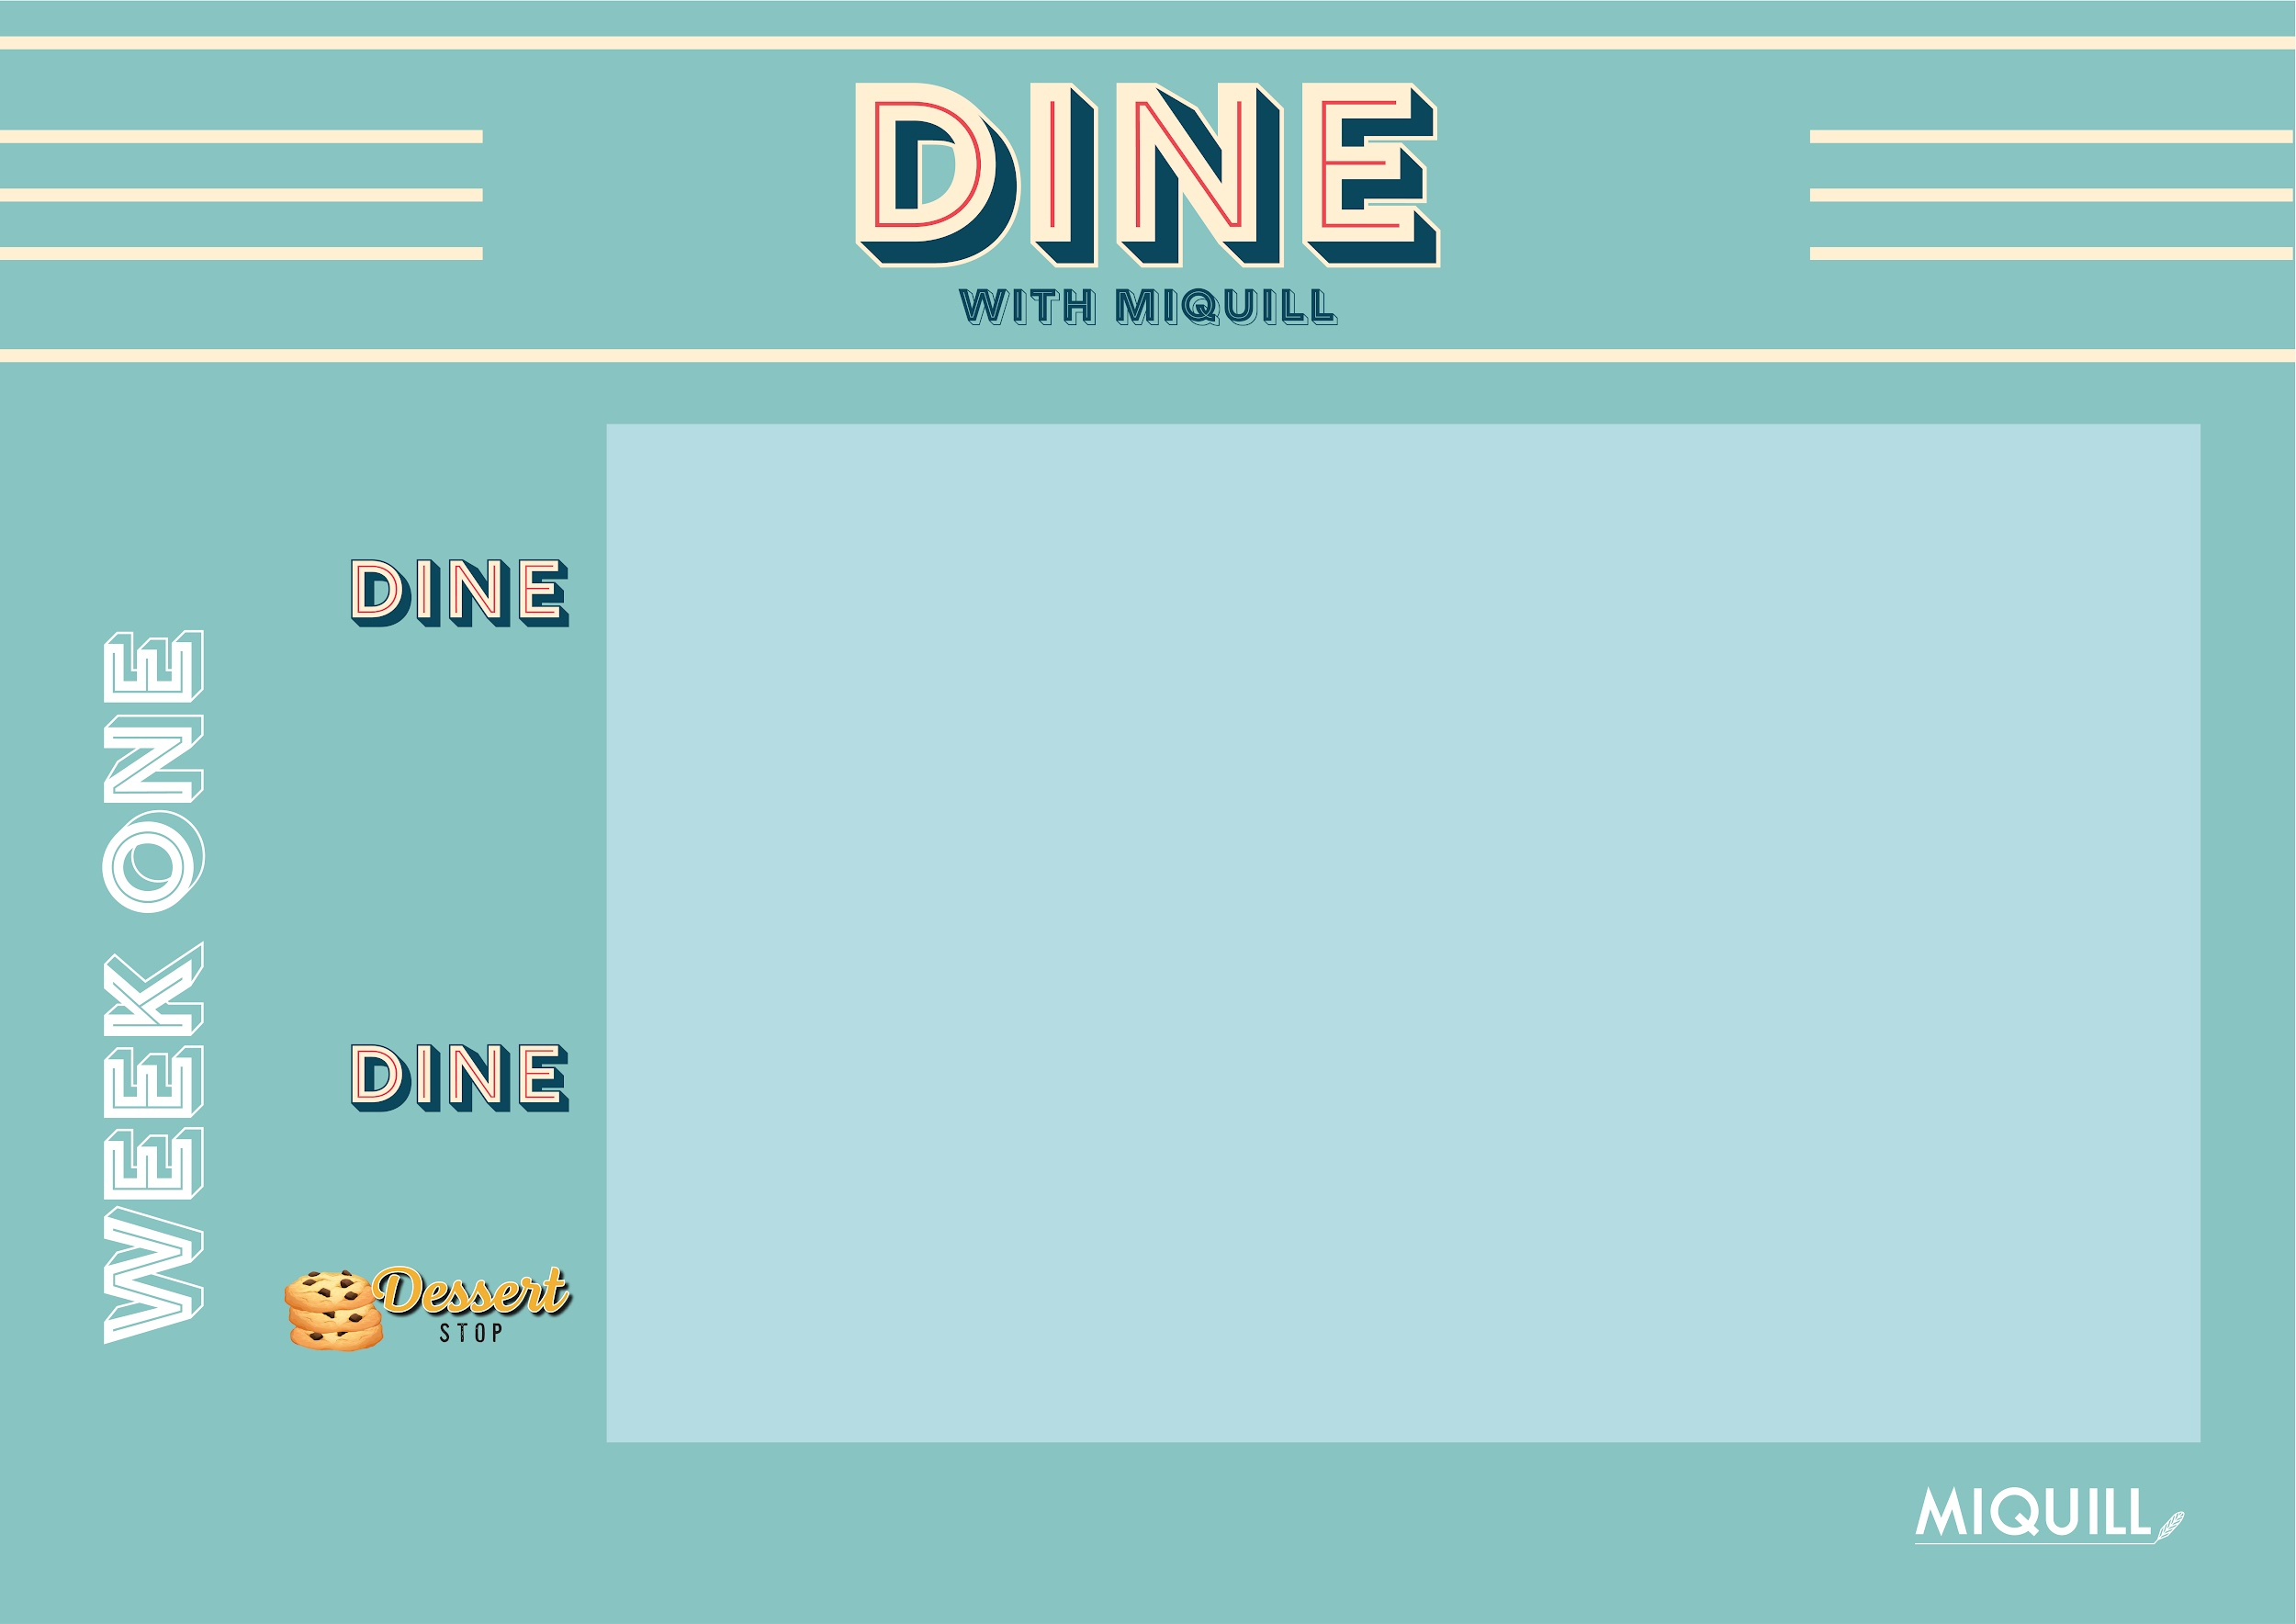 DINE
WITH MIQUILL
WEEK ONE
DINE
DINE
Dessert
STOP
MIQUILL